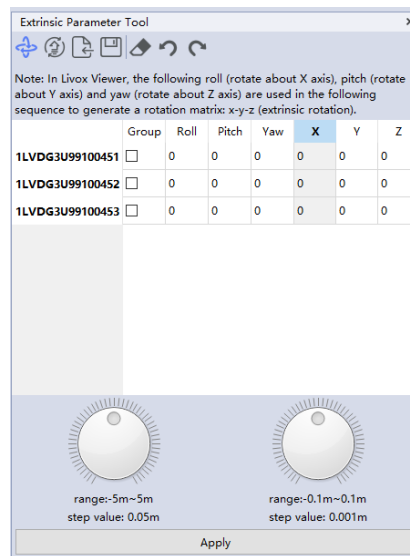 Extrinsic Parameter Tool
Note: In Livox Viewer, the following roll (rotate about X axis), pitch (rotate
about Y axis) and yaw (rotate about Z axis) are used in the following
sequence to generate a rotation matrix: x-y-z (extrinsic rotation).
Group Roll Pitch Yaw X Y Z
1LVDG3U99100451 0 0 0 0 0 0
1LVDG3U99100452 0 0 0 0 0 0
1LVDG3U99100453 0 0 0 0 0 0
range:-5m~5m range:-0.1m~0.1m
step value: 0.05m step value: 0.001m
Apply